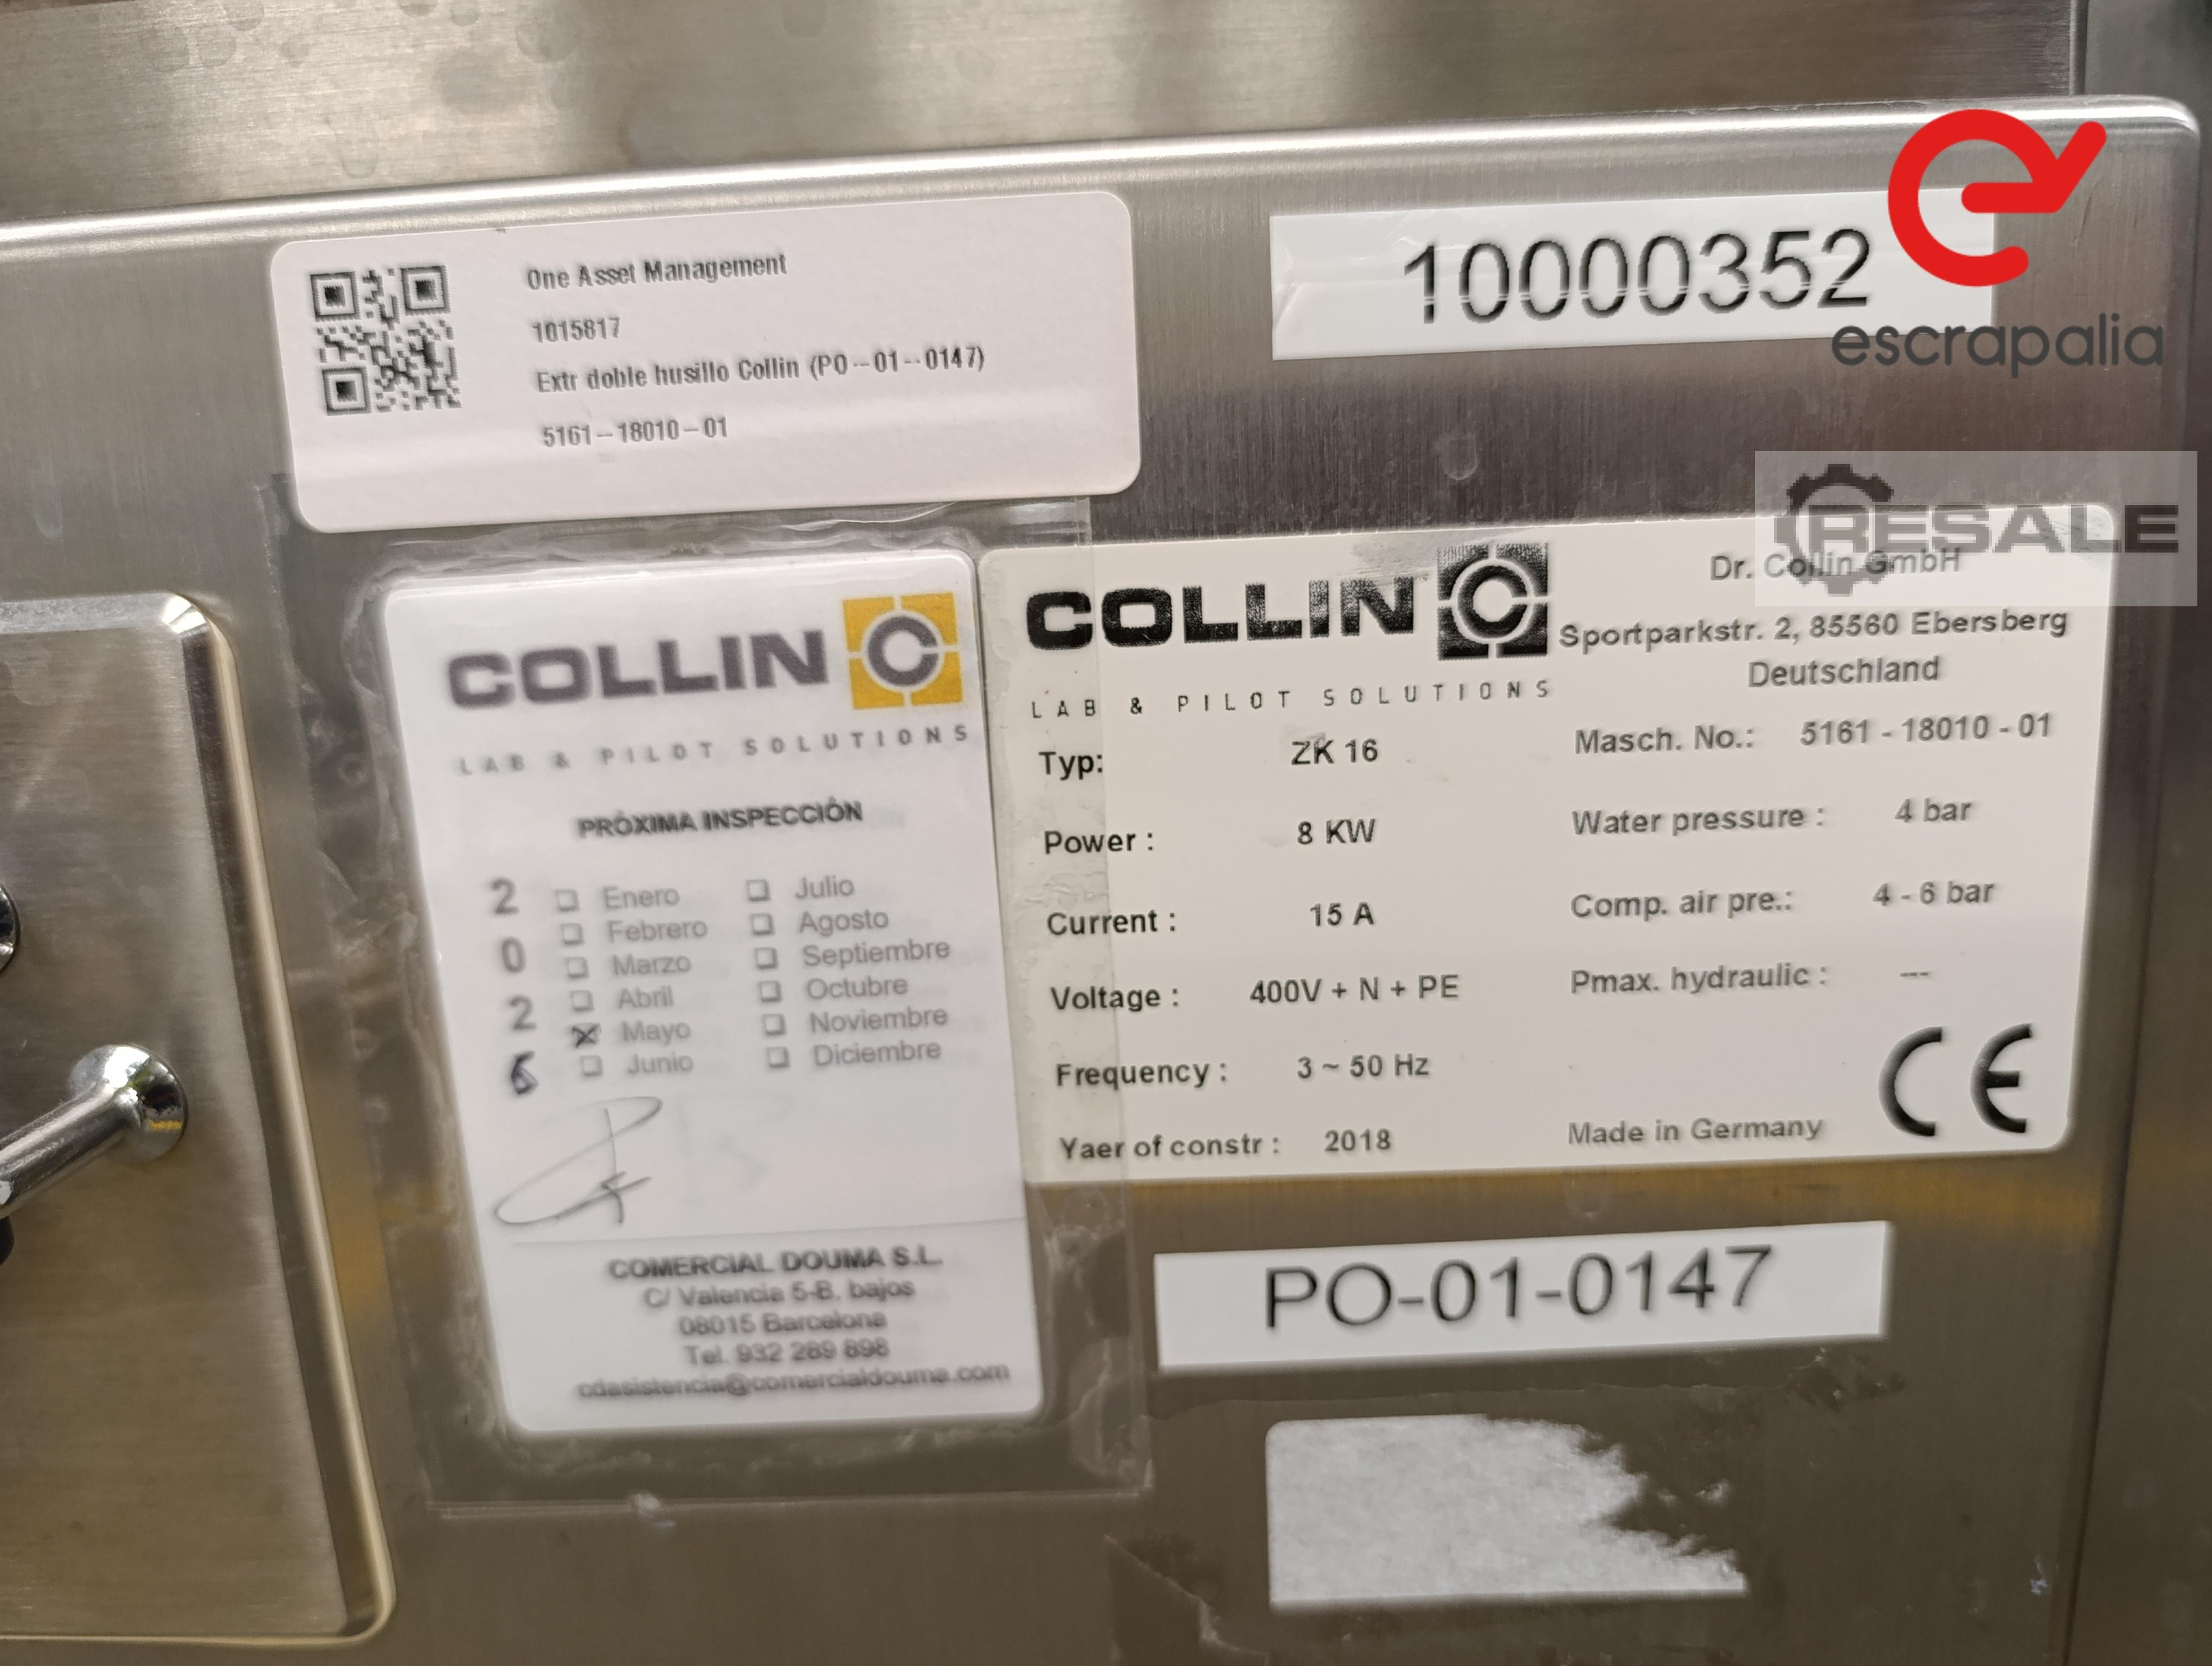 One Asset Management
1015817
Extr doble husillo Collin (PO--01--0147)
5161-18010-01
10000352
escrapalia
RESALE
COLLIN
LAB & PILOT SOLUTIONS
PRÓXIMA INSPECCIÓN
2 Enero Julio
Febrero Agosto
0 Marzo Septiembre
2 Abril Octubre
Mayo Noviembre
Junio Diciembre
COMERCIAL DOUMA S.L.
C/ Valencia 5-B, bajos
08015 Barcelona
Tel. 932 289 898
cdasistencia@comercialdouma.com
COLLIN
LAB & PILOT SOLUTIONS
Dr. Collin GmbH
Sportparkstr. 2, 85560 Ebersberg
Deutschland
Typ: ZK 16
Masch. No.: 5161 - 18010 - 01
Power : 8 KW
Water pressure : 4 bar
Current : 15 A
Comp. air pre.: 4 - 6 bar
Voltage : 400V + N + PE
Pmax. hydraulic : ---
Frequency : 3 ~ 50 Hz
Yaer of constr : 2018
Made in Germany
CE
PO-01-0147